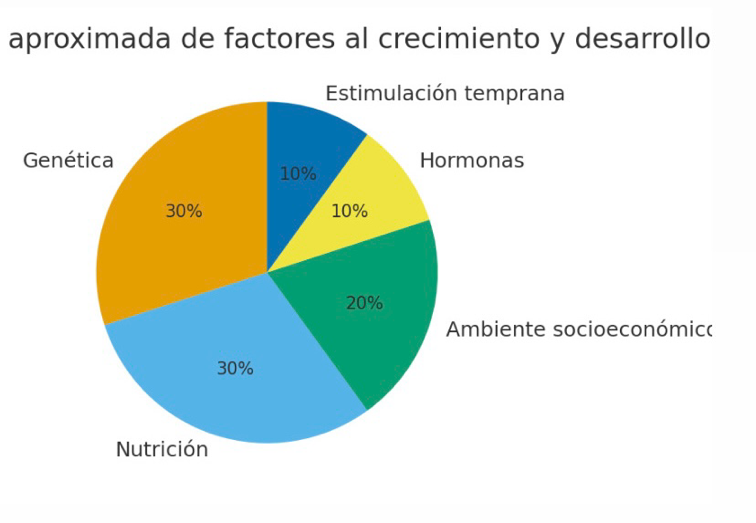 aproximada de factores al crecimiento y desarrollo
Estimulación temprana
Genética
Hormonas
10%
30%
10%
20%
Ambiente socioeconómico
30%
Nutrición